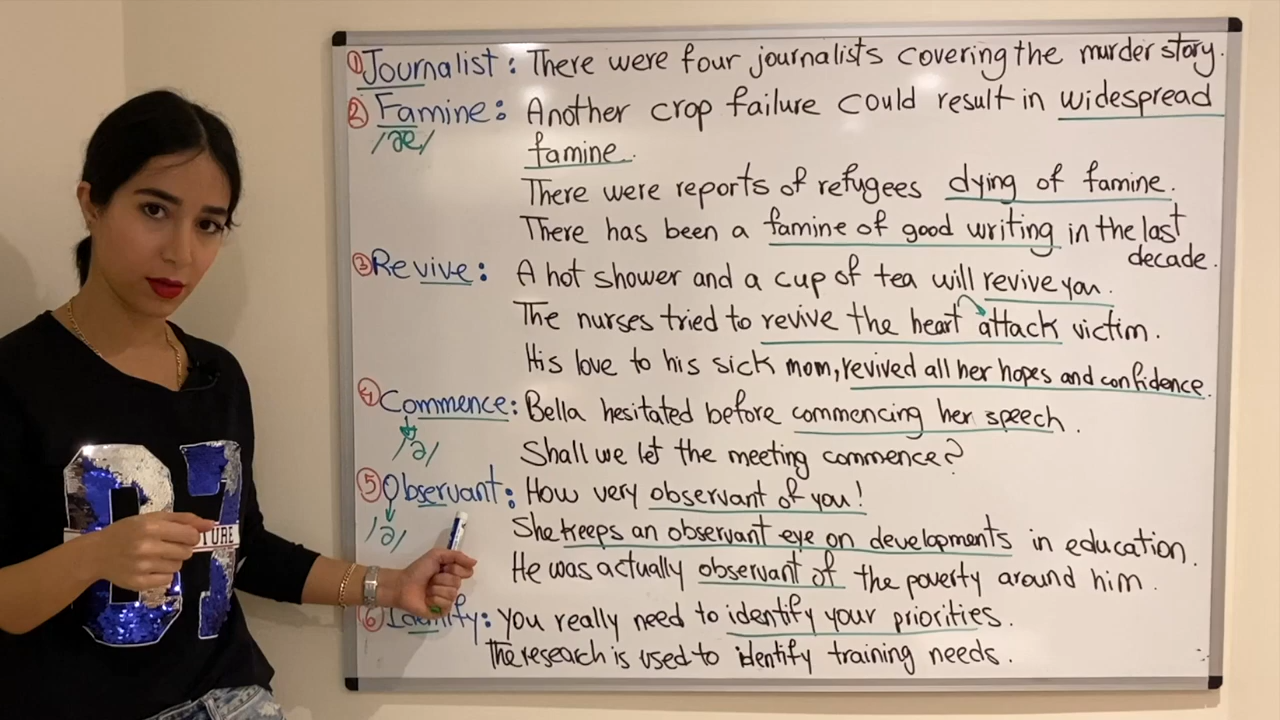 ① Journalist: There were four journalists covering the murder story.
② Famine: Another crop failure could result in widespread
/æ/ famine.
There were reports of refugees dying of famine.
There has been a famine of good writing in the last
decade.
③ Revive: A hot shower and a cup of tea will revive you.
The nurses tried to revive the heart attack victim.
His love to his sick mom, revived all her hopes and confidence.
④ Commence: Bella hesitated before commencing her speech.
/ə/ Shall we let the meeting commence?
⑤ Observant: How very observant of you!
/ə/ She keeps an observant eye on developments in education.
He was actually observant of the poverty around him.
⑥ Identify: you really need to identify your priorities.
The research is used to identify training needs.